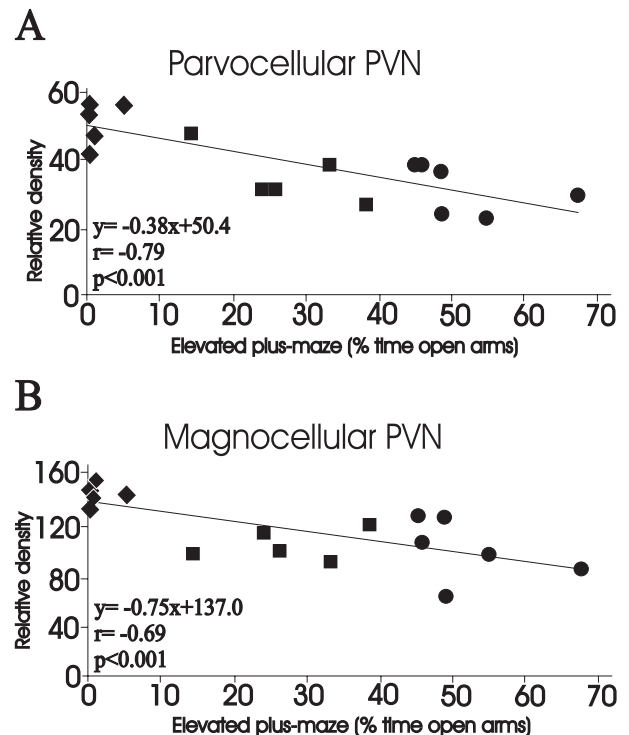 A
Parvocellular PVN
60
40
20
0
Relative density
y= -0.38x+50.4
r= -0.79
p<0.001
0 10 20 30 40 50 60 70
Elevated plus-maze (% time open arms)
B
Magnocellular PVN
160
120
80
40
0
Relative density
y= -0.75x+137.0
r= -0.69
p<0.001
0 10 20 30 40 50 60 70
Elevated plus-maze (% time open arms)